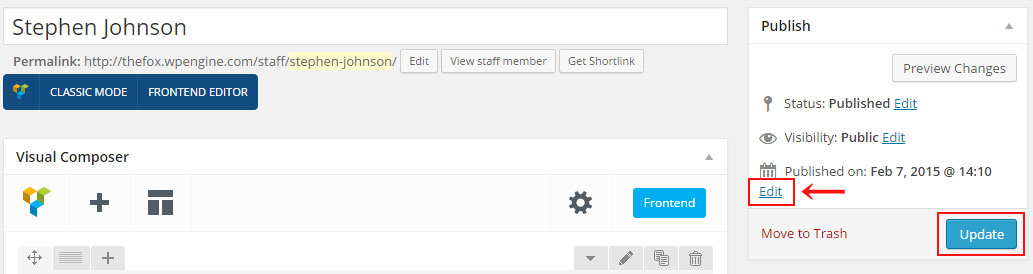 Stephen Johnson
Permalink: http://thefox.wpengine.com/staff/stephen-johnson/ Edit View staff member Get Shortlink
CLASSIC MODE FRONTEND EDITOR
Visual Composer
Frontend
Publish
Preview Changes
Status: Published Edit
Visibility: Public Edit
Published on: Feb 7, 2015 @ 14:10
Edit
Move to Trash Update